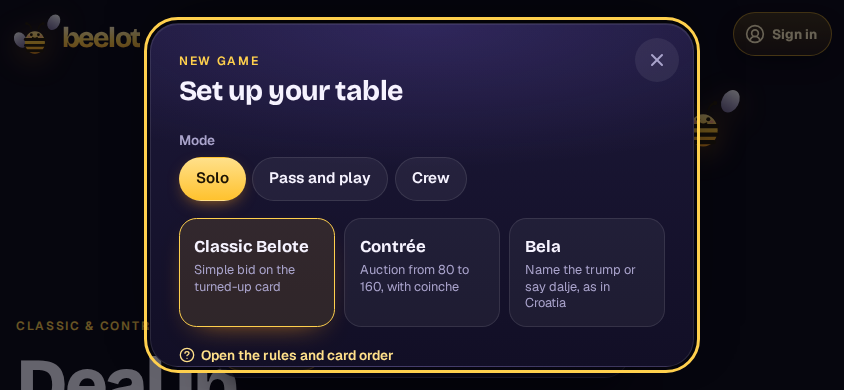 beelot
Sign in
NEW GAME
Set up your table
Mode
Solo
Pass and play
Crew
Classic Belote
Simple bid on the
turned-up card
Contrée
Auction from 80 to
160, with coinche
Bela
Name the trump or
say dalje, as in
Croatia
CLASSIC & CONTR
Open the rules and card order
Deal